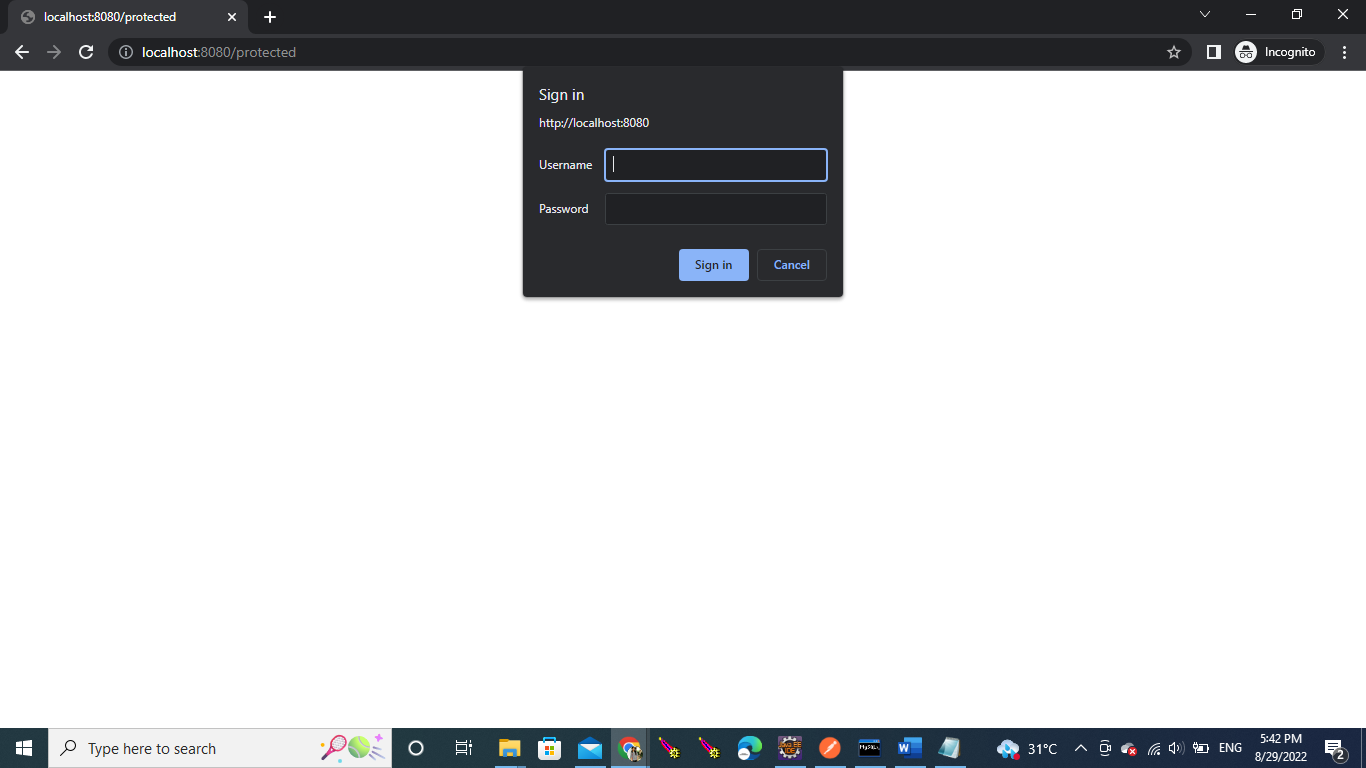 localhost:8080/protected
localhost:8080/protected
Incognito
Sign in
http://localhost:8080
Username
Password
Sign in
Cancel
Type here to search
31°C
ENG
5:42 PM
8/29/2022
2